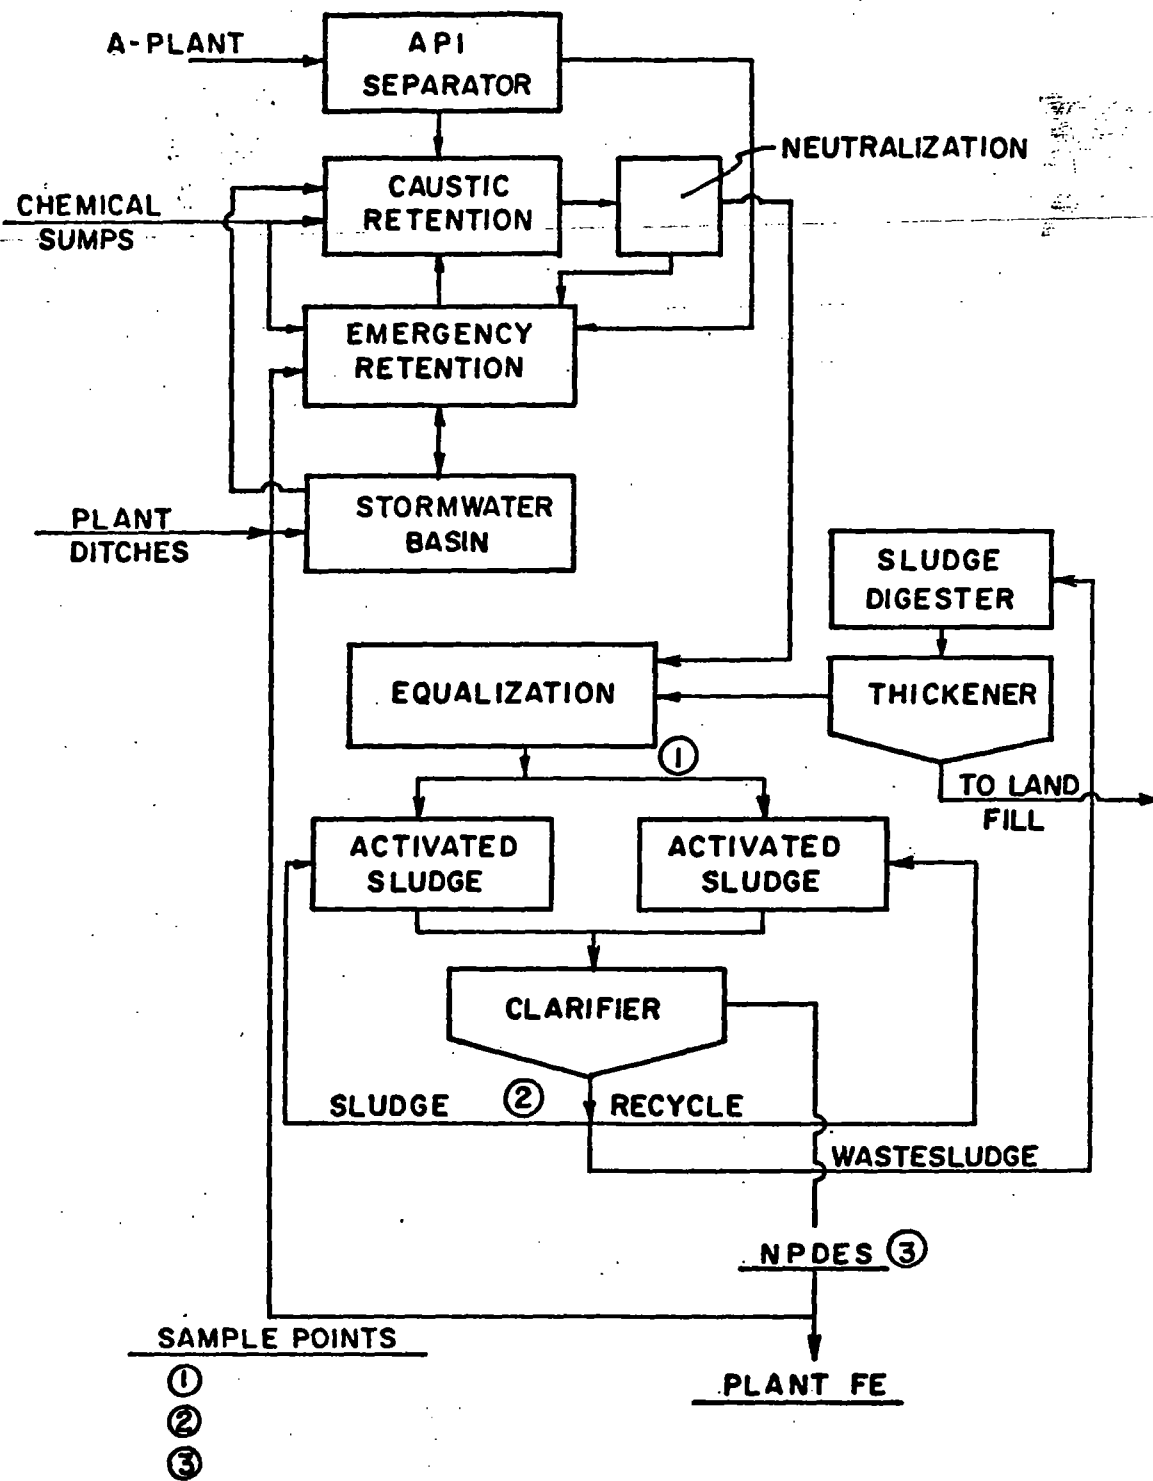 A-PLANT
API
SEPARATOR
NEUTRALIZATION
CAUSTIC
RETENTION
CHEMICAL
SUMPS
EMERGENCY
RETENTION
STORMWATER
BASIN
PLANT
DITCHES
SLUDGE
DIGESTER
EQUALIZATION
THICKENER
①
TO LAND
FILL
ACTIVATED
SLUDGE
ACTIVATED
SLUDGE
CLARIFIER
SLUDGE ② RECYCLE
WASTESLUDGE
NPDES ③
SAMPLE POINTS
①
②
③
PLANT FE